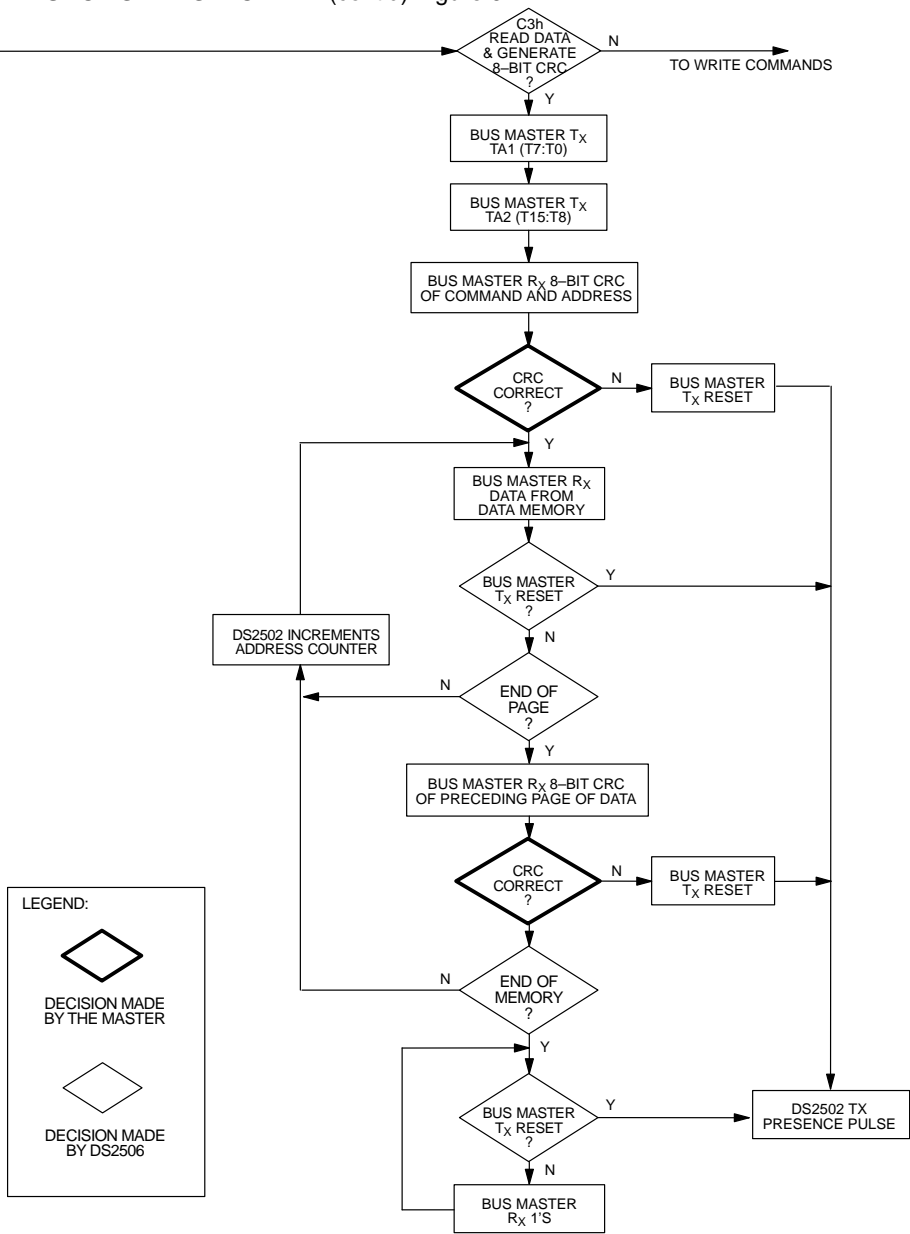 C3h
READ DATA
& GENERATE
8–BIT CRC
?
N
TO WRITE COMMANDS
Y
BUS MASTER TX
TA1 (T7:T0)
BUS MASTER TX
TA2 (T15:T8)
BUS MASTER RX 8–BIT CRC
OF COMMAND AND ADDRESS
CRC
CORRECT
?
N
BUS MASTER
TX RESET
Y
BUS MASTER RX
DATA FROM
DATA MEMORY
BUS MASTER
TX RESET
?
Y
N
DS2502 INCREMENTS
ADDRESS COUNTER
END OF
PAGE
?
N
Y
BUS MASTER RX 8–BIT CRC
OF PRECEDING PAGE OF DATA
CRC
CORRECT
?
N
BUS MASTER
TX RESET
END OF
MEMORY
?
N
Y
BUS MASTER
TX RESET
?
Y
DS2502 TX
PRESENCE PULSE
N
BUS MASTER
RX 1'S
LEGEND:
DECISION MADE
BY THE MASTER
DECISION MADE
BY DS2506